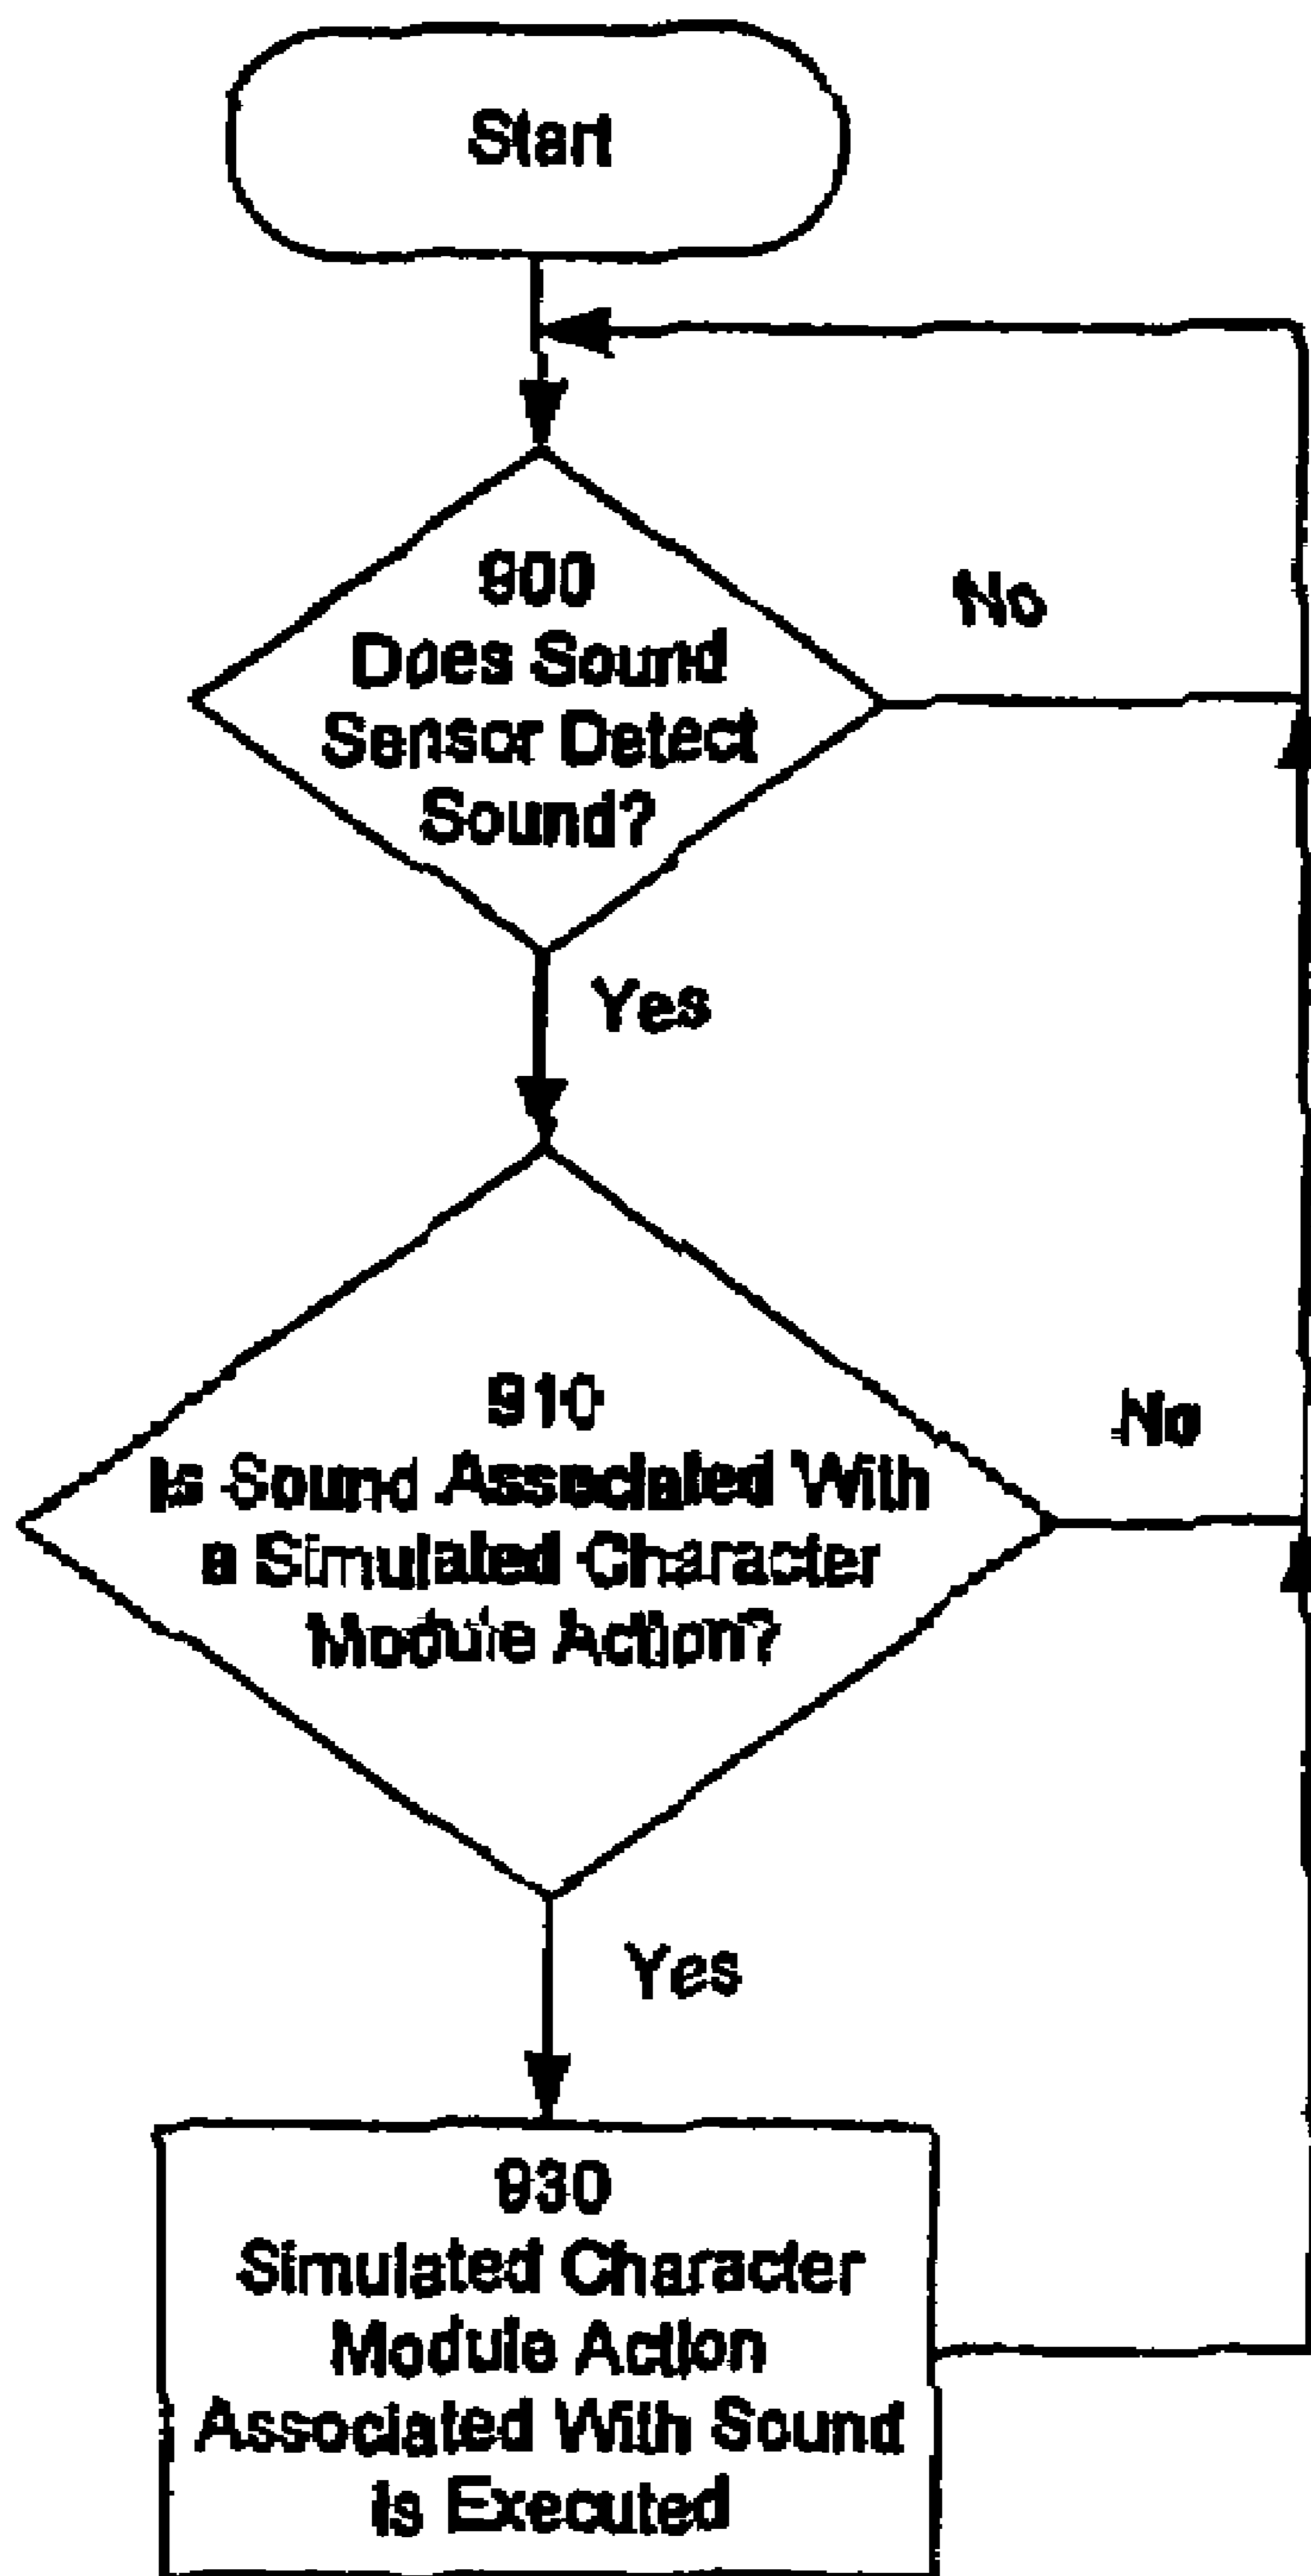 Start
900
Does Sound
Sensor Detect
Sound?
No
Yes
910
Is Sound Associated With
a Simulated Character
Module Action?
No
Yes
930
Simulated Character
Module Action
Associated With Sound
Is Executed